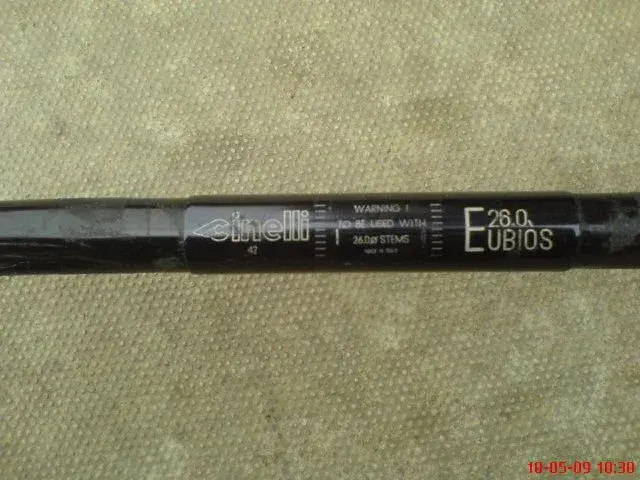 cinelli
42
WARNING !
TO BE USED WITH
26.0ø STEMS
MADE IN ITALY
26.0
EUBIOS
18-05-09 10:30